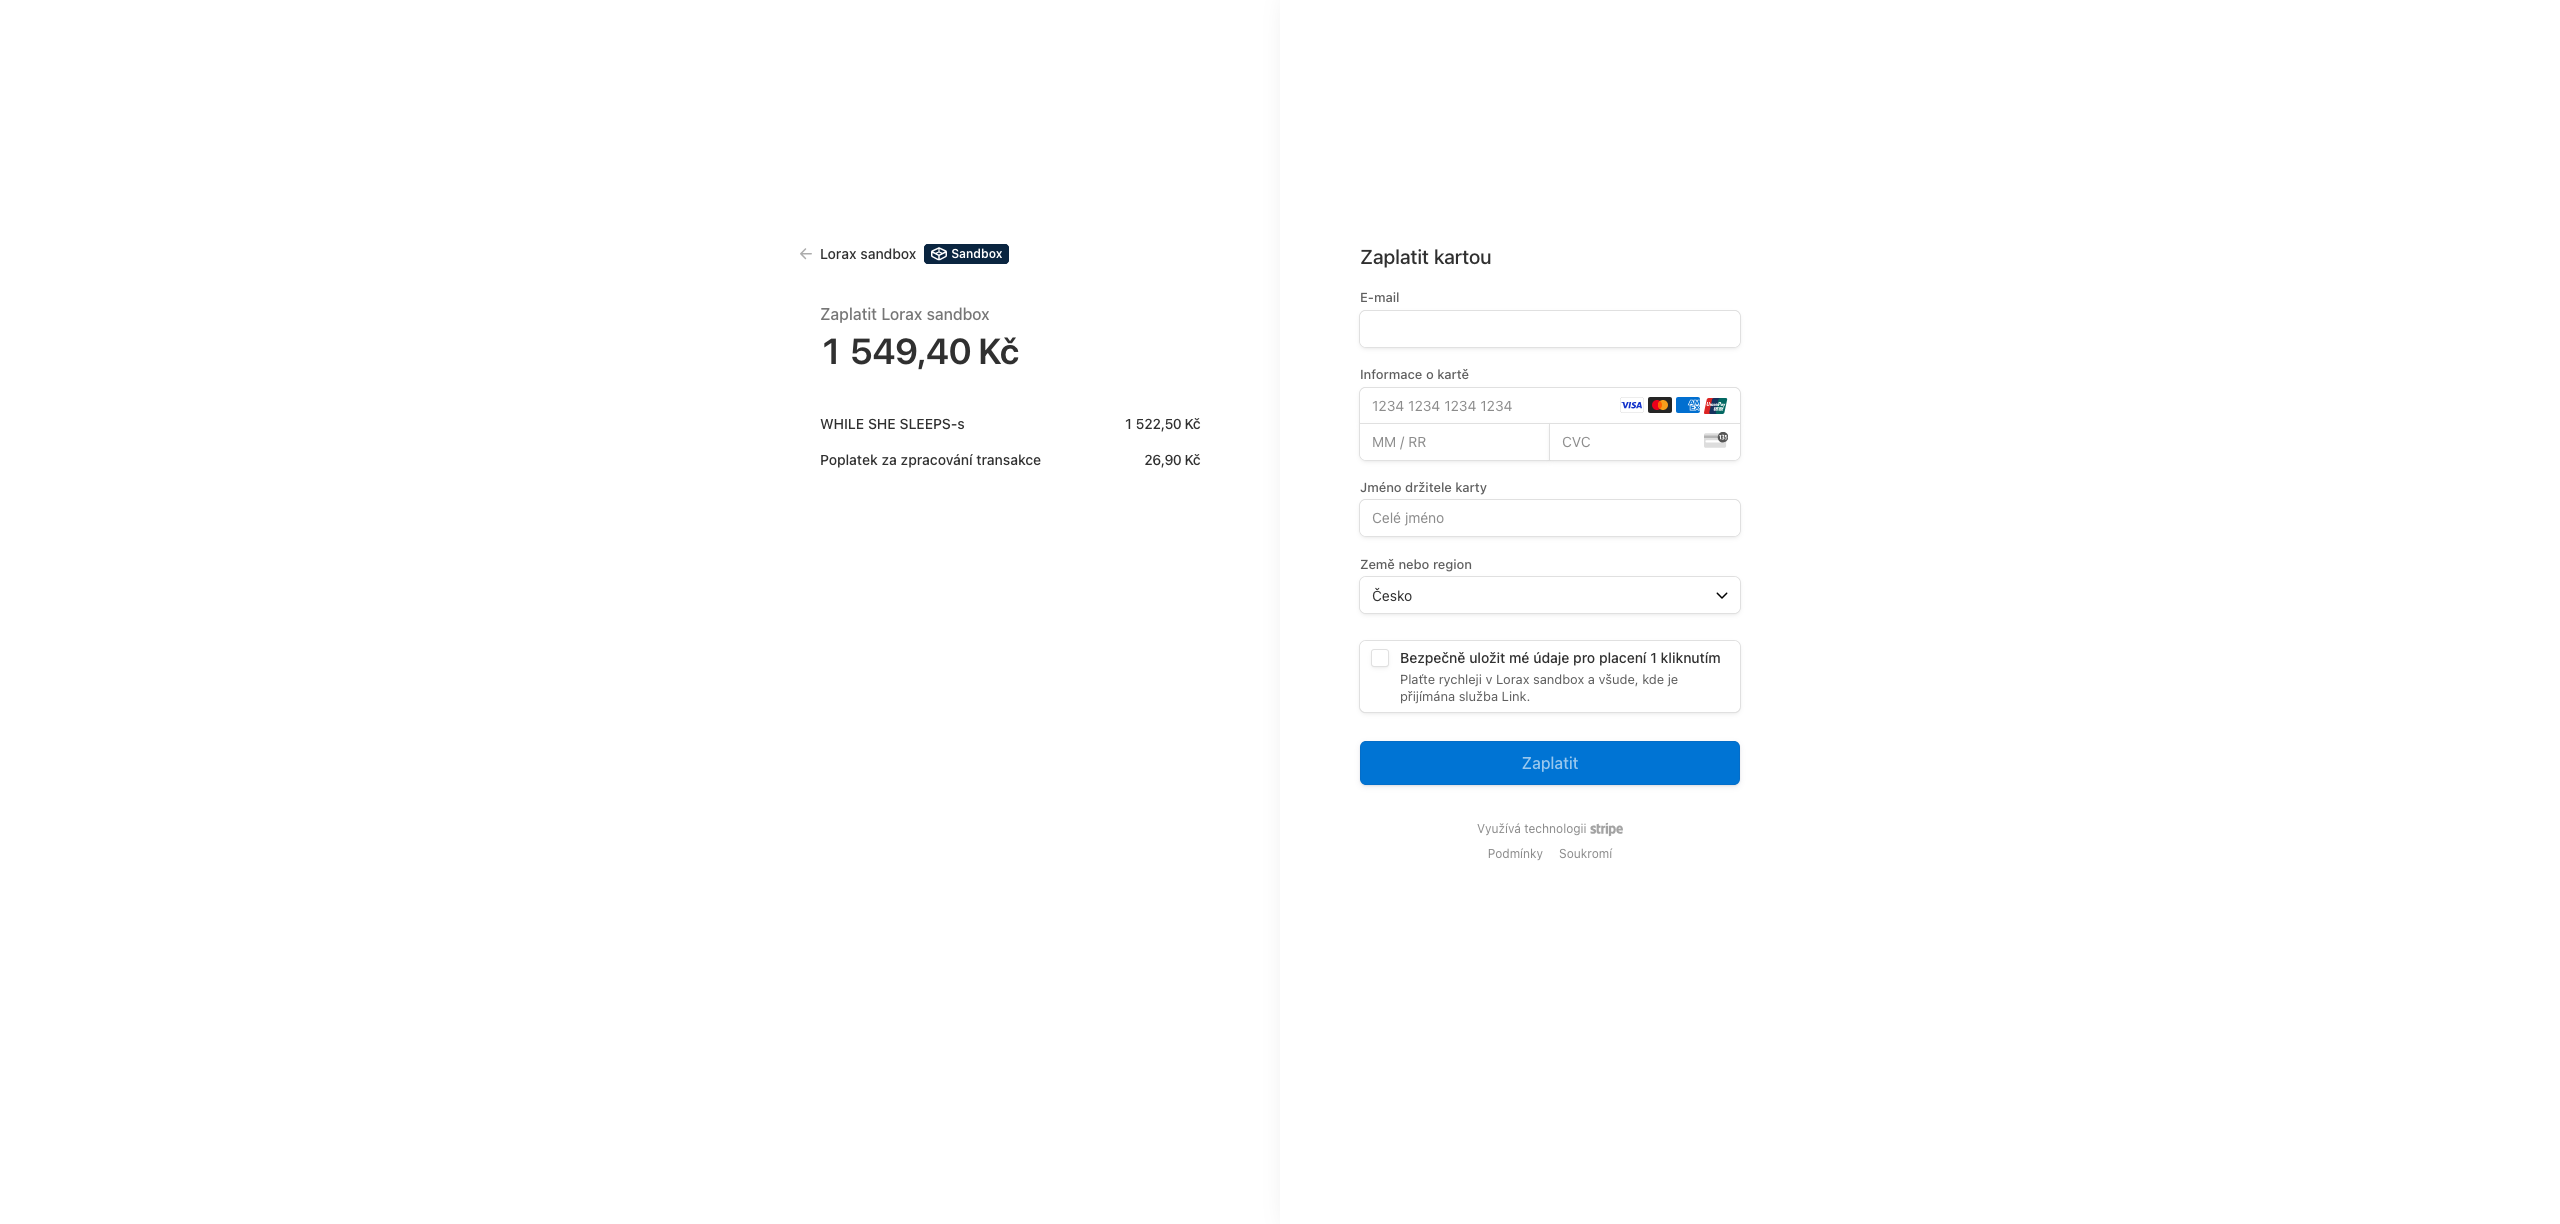 Lorax sandbox
Sandbox
Zaplatit Lorax sandbox
1 549,40 Kč
WHILE SHE SLEEPS-s 1 522,50 Kč
Poplatek za zpracování transakce 26,90 Kč
Zaplatit kartou
E-mail
Informace o kartě
1234 1234 1234 1234 VISA AMEX UnionPay
MM / RR CVC 135
Jméno držitele karty
Celé jméno
Země nebo region
Česko
Bezpečně uložit mé údaje pro placení 1 kliknutím
Plaťte rychleji v Lorax sandbox a všude, kde je
přijímána služba Link.
Zaplatit
Využívá technologii stripe
Podmínky Soukromí